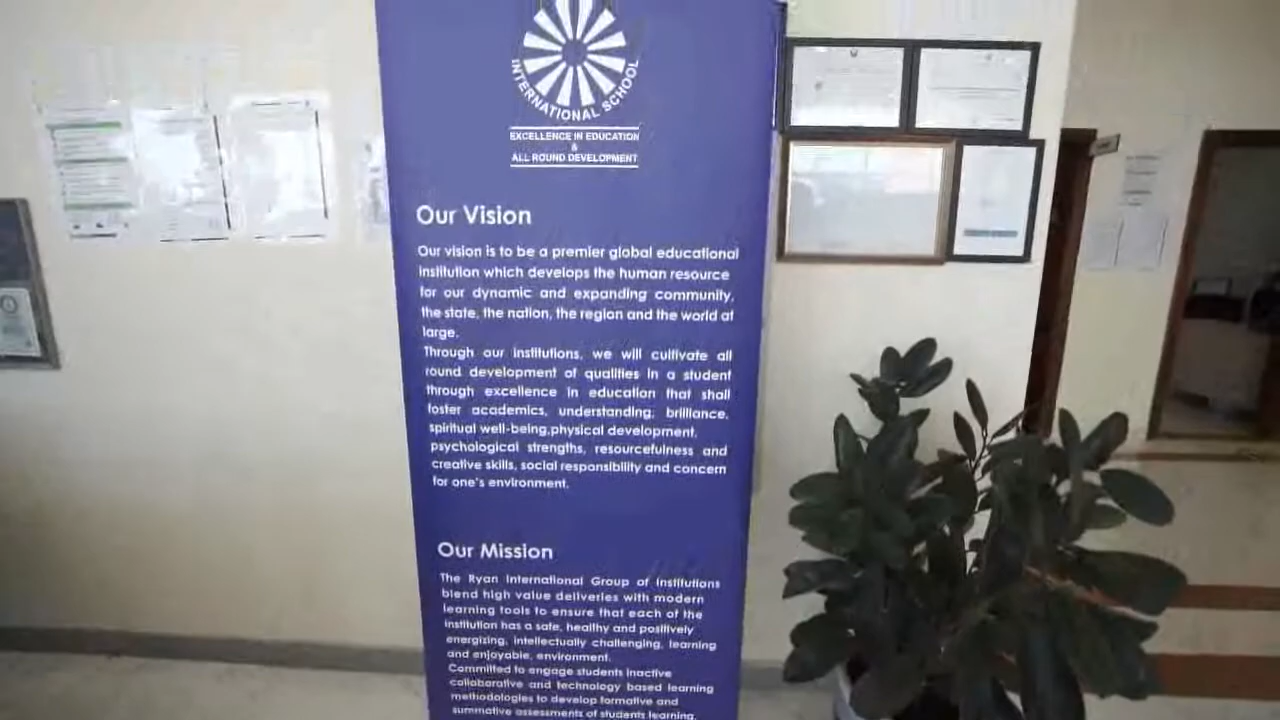 INTERNATIONAL SCHOOL
EXCELLENCE IN EDUCATION
&
ALL ROUND DEVELOPMENT
Our Vision
Our vision is to be a premier global educational
institution which develops the human resource
for our dynamic and expanding community,
the state, the nation, the region and the world at
large.
Through our institutions, we will cultivate all
round development of qualities in a student
through excellence in education that shall
foster academics, understanding, brilliance,
spiritual well-being,physical development,
psychological strengths, resourcefulness and
creative skills, social responsibility and concern
for one's environment.
Our Mission
The Ryan International Group of Institutions
blend high value deliveries with modern
learning tools to ensure that each of the
institution has a safe, healthy and positively
energizing, intellectually challenging, learning
and enjoyable, environment.
Committed to engage students inactive
collaborative and technology based learning
methodologies to develop formative and
summative assessments of students learning.